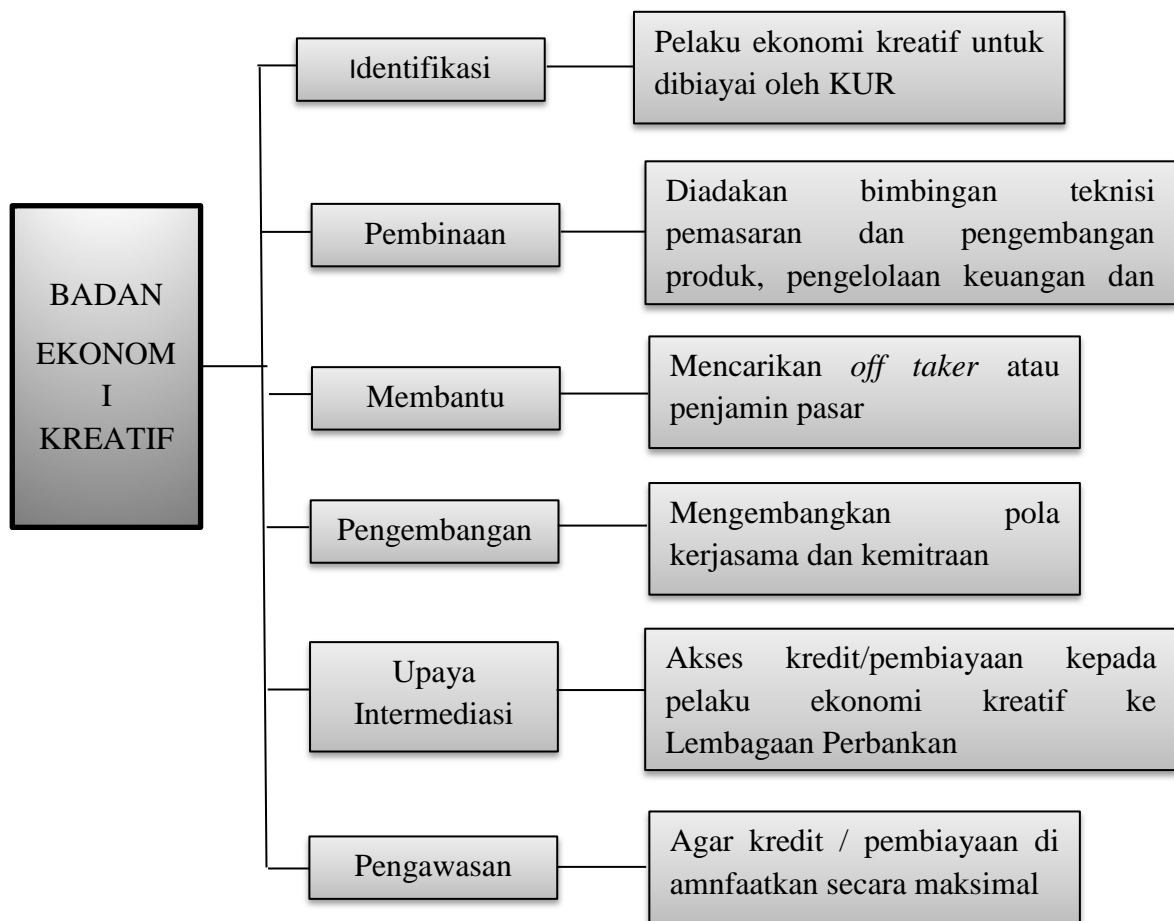 Identifikasi
Pelaku ekonomi kreatif untuk
dibiayai oleh KUR
Pembinaan
Diadakan bimbingan teknisi
pemasaran dan pengembangan
produk, pengelolaan keuangan dan
BADAN
EKONOM
I
KREATIF
Membantu
Mencarikan off taker atau
penjamin pasar
Pengembangan
Mengembangkan pola
kerjasama dan kemitraan
Upaya
Intermediasi
Akses kredit/pembiayaan kepada
pelaku ekonomi kreatif ke
Lembagaan Perbankan
Pengawasan
Agar kredit / pembiayaan di
amnfaatkan secara maksimal